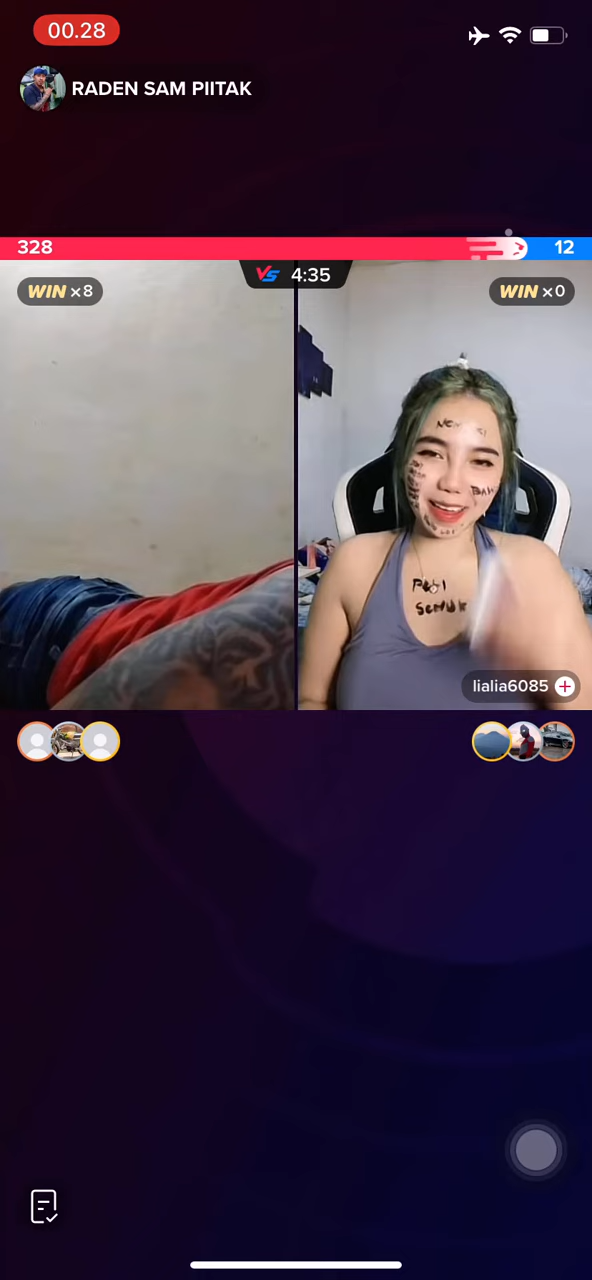 00.28
RADEN SAM PIITAK
328
12
VS 4:35
WIN ×8
WIN ×0
lialia6085